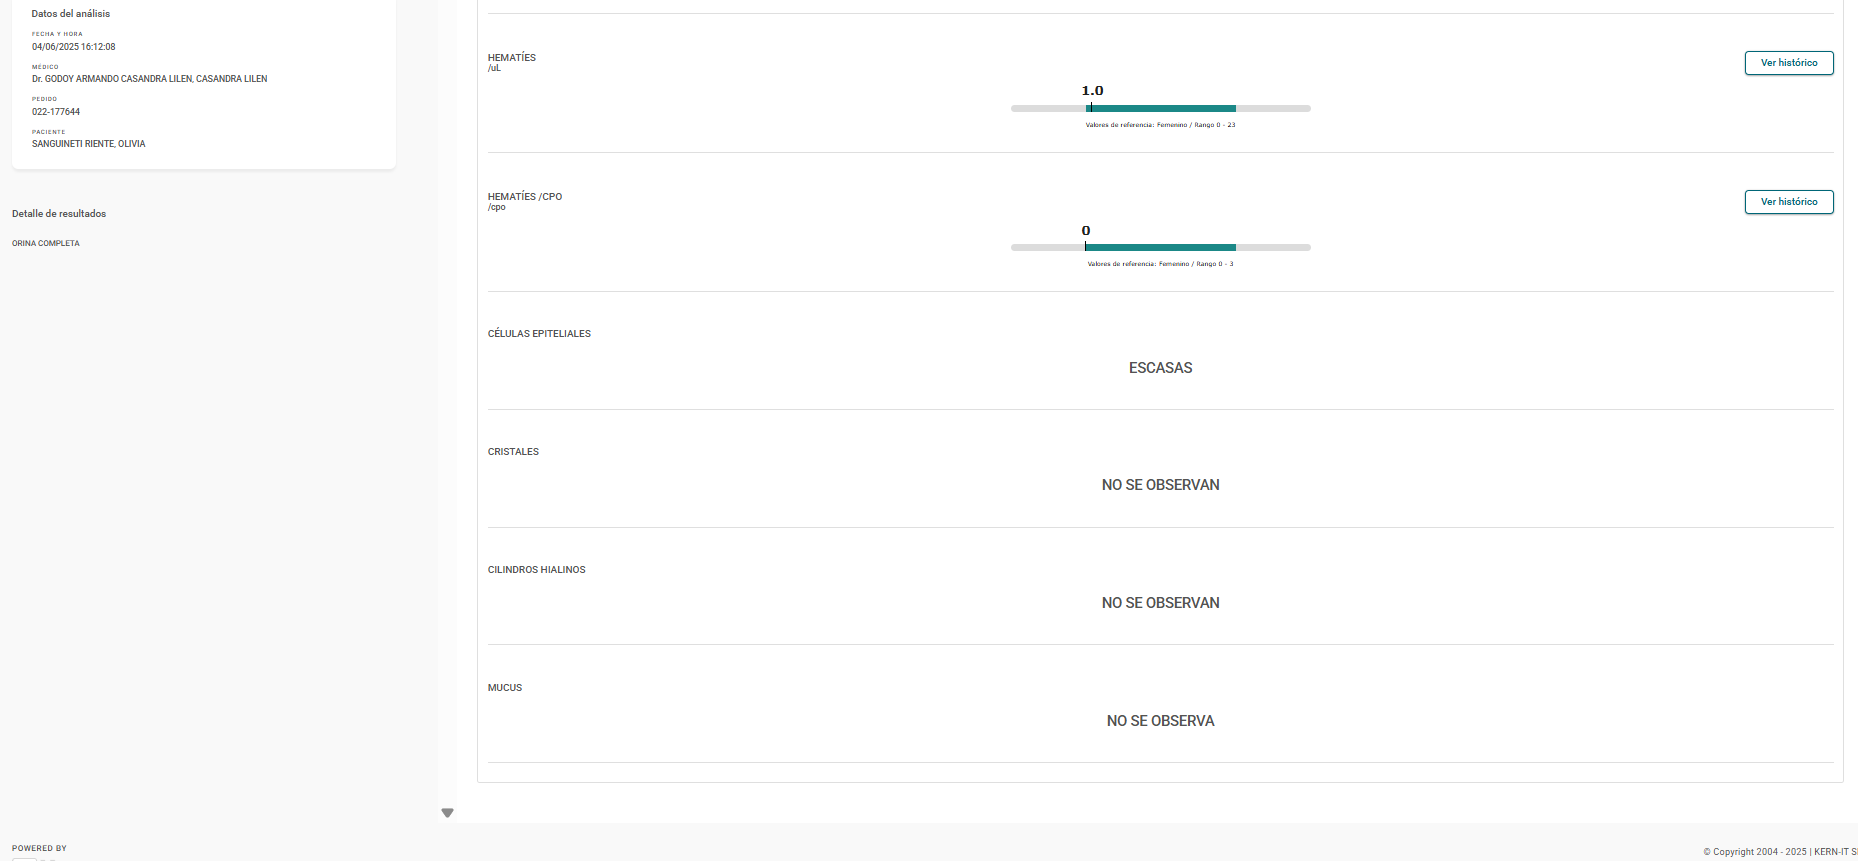 Datos del análisis
FECHA Y HORA
04/06/2025 16:12:08
MÉDICO
Dr. GODOY ARMANDO CASANDRA LILEN, CASANDRA LILEN
PEDIDO
022-177644
PACIENTE
SANGUINETI RIENTE, OLIVIA
Detalle de resultados
ORINA COMPLETA
HEMATÍES
/uL
Ver histórico
1.0
Valores de referencia: Femenino / Rango 0 - 23
HEMATÍES /CPO
/cpo
Ver histórico
0
Valores de referencia: Femenino / Rango 0 - 3
CÉLULAS EPITELIALES
ESCASAS
CRISTALES
NO SE OBSERVAN
CILINDROS HIALINOS
NO SE OBSERVAN
MUCUS
NO SE OBSERVA
POWERED BY
© Copyright 2004 - 2025 | KERN-IT S